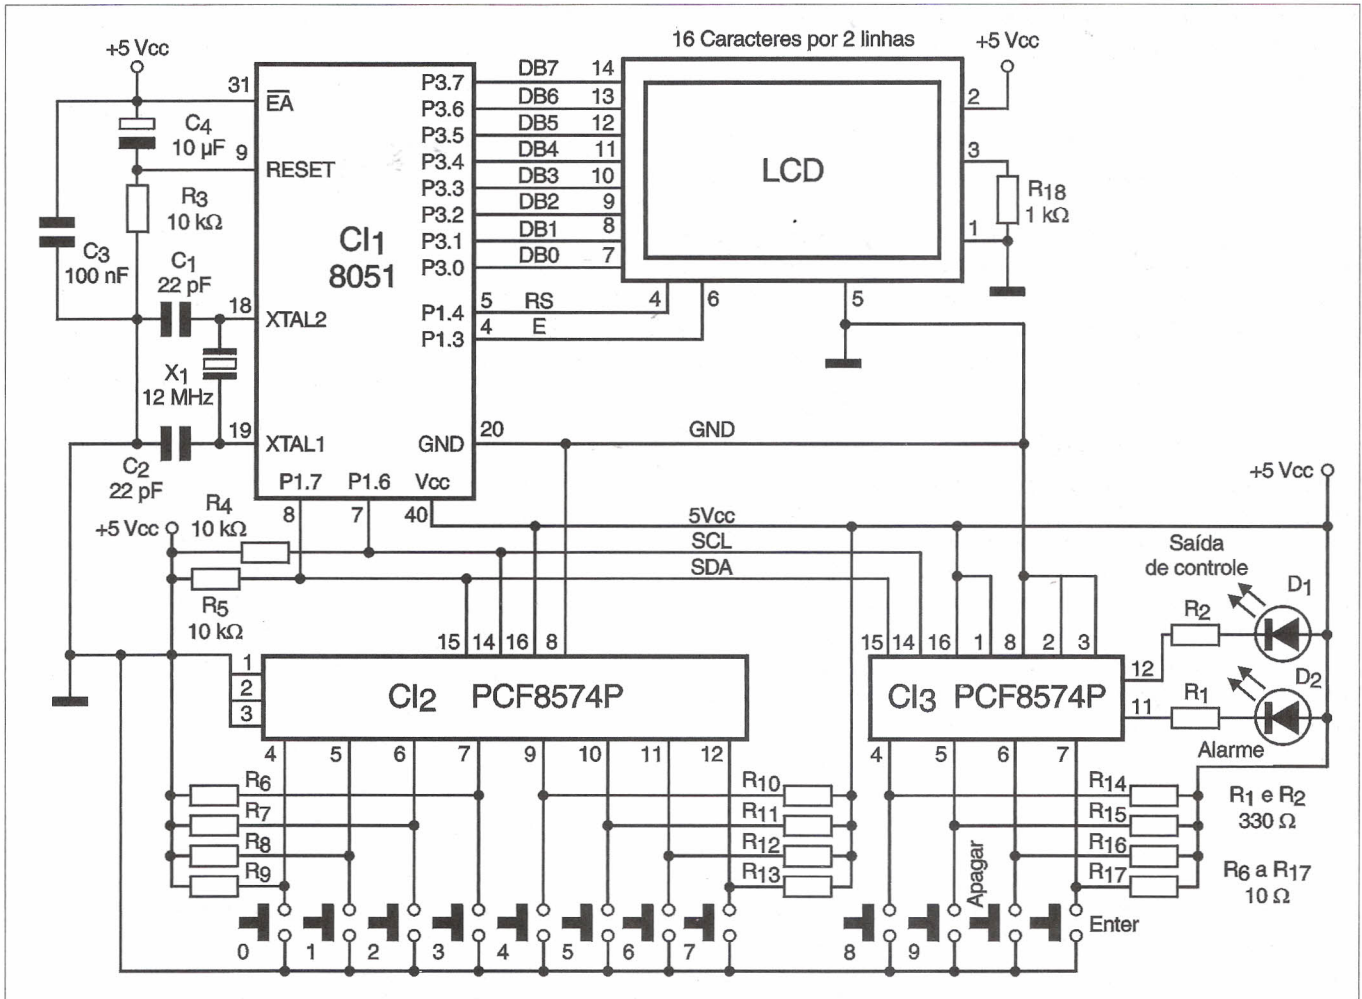 16 Caracteres por 2 linhas
+5 Vcc
+5 Vcc
31
EA
C4
10 µF
9
RESET
R3
10 kΩ
C3
100 nF
C1
22 pF
18
XTAL2
X1
12 MHz
19
XTAL1
C2
22 pF
CI1
8051
P3.7
P3.6
P3.5
P3.4
P3.3
P3.2
P3.1
P3.0
P1.4
P1.3
GND
P1.7
P1.6
Vcc
8
7
40
DB7 14
DB6 13
DB5 12
DB4 11
DB3 10
DB2 9
DB1 8
DB0 7
5 RS 4
4 E 6
5
LCD
2
3
1
R18
1 kΩ
20
GND
+5 Vcc
R4
10 kΩ
+5 Vcc
R5
10 kΩ
5Vcc
SCL
SDA
Saída
de controle
D1
R2
D2
R1
Alarme
15 14 16 8
1
2
3
CI2 PCF8574P
4 5 6 7 9 10 11 12
15 14 16 1 8 2 3
CI3 PCF8574P
12
11
4 5 6 7
R6
R7
R8
R9
R10
R11
R12
R13
R14
R15
R16
R17
R1 e R2
330 Ω
R6 a R17
10 Ω
Apagar
Enter
0 1 2 3 4 5 6 7 8 9